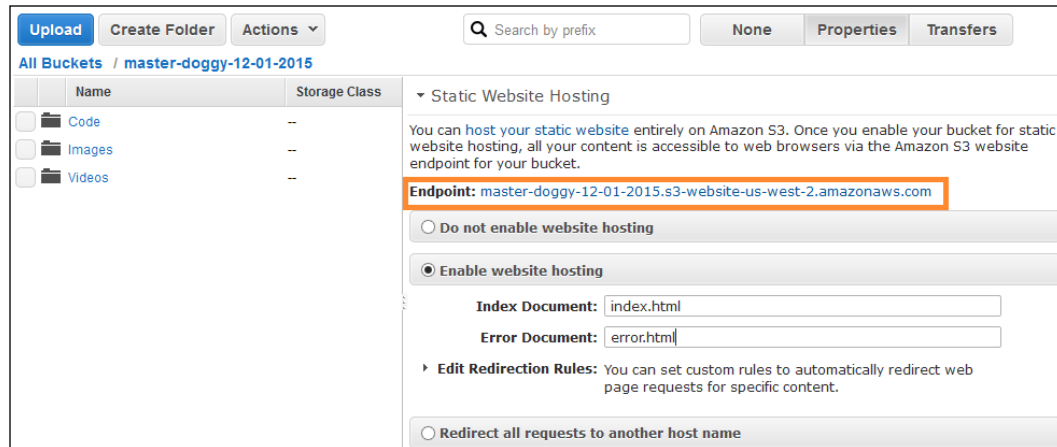 Upload Create Folder Actions Search by prefix None Properties Transfers
All Buckets / master-doggy-12-01-2015
Name Storage Class
Code --
Images --
Videos --
Static Website Hosting
You can host your static website entirely on Amazon S3. Once you enable your bucket for static
website hosting, all your content is accessible to web browsers via the Amazon S3 website
endpoint for your bucket.
Endpoint: master-doggy-12-01-2015.s3-website-us-west-2.amazonaws.com
Do not enable website hosting
Enable website hosting
Index Document: index.html
Error Document: error.html
Edit Redirection Rules: You can set custom rules to automatically redirect web
page requests for specific content.
Redirect all requests to another host name